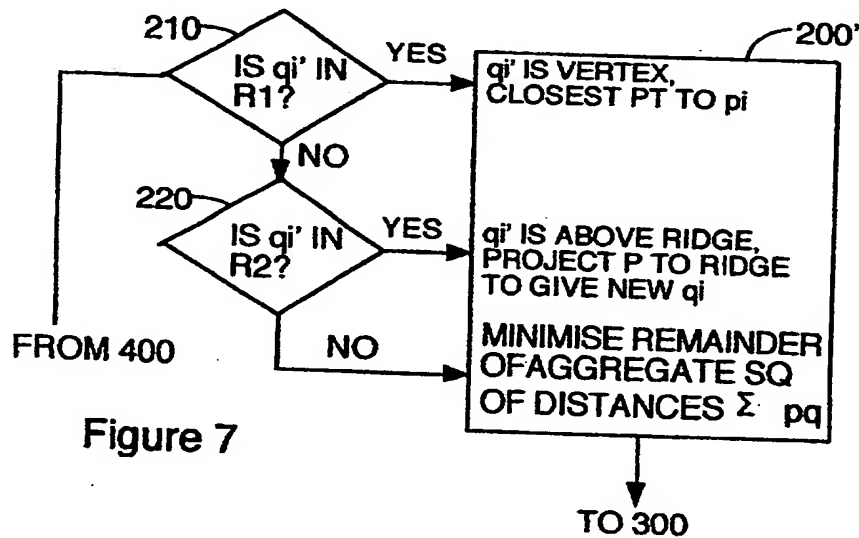 210
IS qi' IN
R1?
YES
200'
qi' IS VERTEX,
CLOSEST PT TO pi
NO
220
IS qi' IN
R2?
YES
qi' IS ABOVE RIDGE,
PROJECT P TO RIDGE
TO GIVE NEW qi
FROM 400
NO
MINIMISE REMAINDER
OFAGGREGATE SQ
OF DISTANCES Σ pq
Figure 7
TO 300